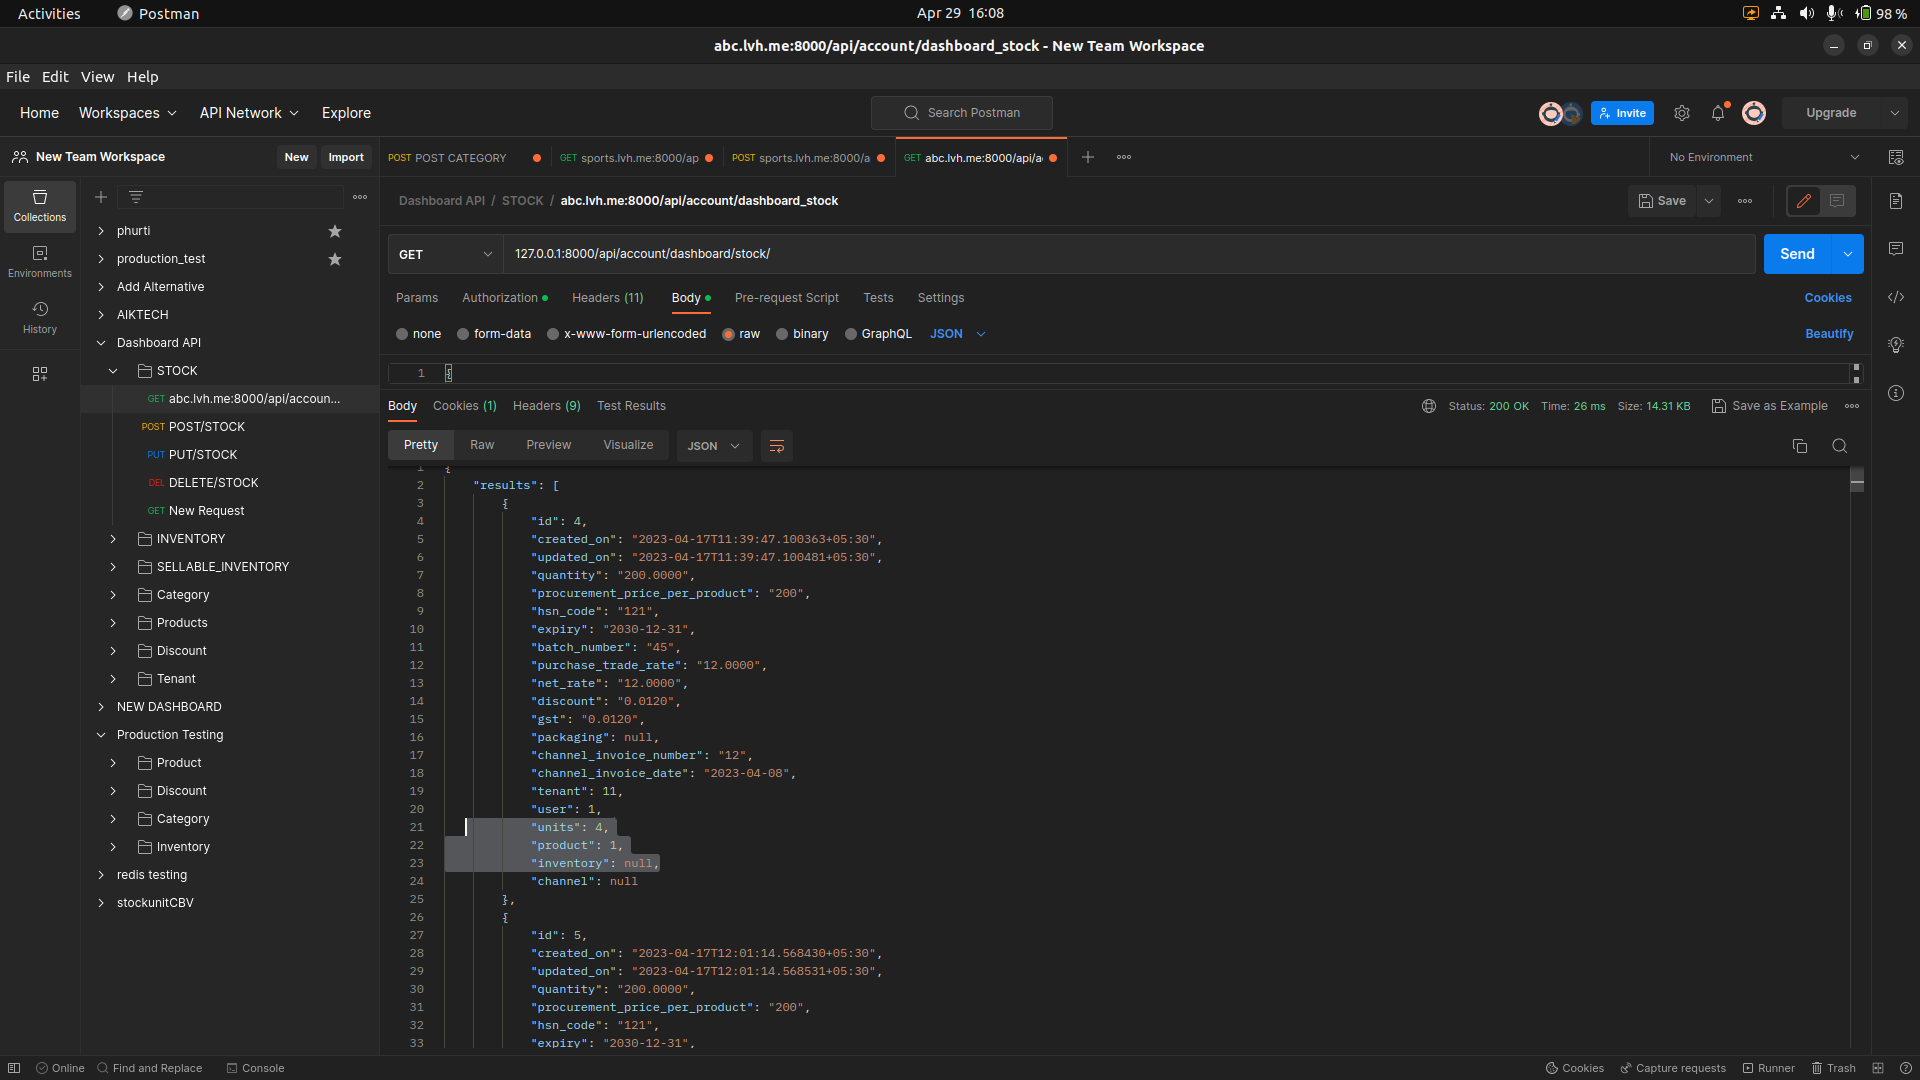 Activities Postman Apr 29 16:08 98 %
abc.lvh.me:8000/api/account/dashboard_stock - New Team Workspace
File Edit View Help
Home Workspaces API Network Explore Search Postman Invite Upgrade
New Team Workspace New Import POST POST CATEGORY GET sports.lvh.me:8000/ap POST sports.lvh.me:8000/a GET abc.lvh.me:8000/api/a No Environment
Collections
Environments
History
phurti
production_test
Add Alternative
AIKTECH
Dashboard API
STOCK
GET abc.lvh.me:8000/api/accoun...
POST POST/STOCK
PUT PUT/STOCK
DEL DELETE/STOCK
GET New Request
INVENTORY
SELLABLE_INVENTORY
Category
Products
Discount
Tenant
NEW DASHBOARD
Production Testing
Product
Discount
Category
Inventory
redis testing
stockunitCBV
Dashboard API / STOCK / abc.lvh.me:8000/api/account/dashboard_stock Save
GET 127.0.0.1:8000/api/account/dashboard/stock/ Send
Params Authorization Headers (11) Body Pre-request Script Tests Settings Cookies
none form-data x-www-form-urlencoded raw binary GraphQL JSON Beautify
1 {
Body Cookies (1) Headers (9) Test Results Status: 200 OK Time: 26 ms Size: 14.31 KB Save as Example
Pretty Raw Preview Visualize JSON
1 {
2 "results": [
3 {
4 "id": 4,
5 "created_on": "2023-04-17T11:39:47.100363+05:30",
6 "updated_on": "2023-04-17T11:39:47.100481+05:30",
7 "quantity": "200.0000",
8 "procurement_price_per_product": "200",
9 "hsn_code": "121",
10 "expiry": "2030-12-31",
11 "batch_number": "45",
12 "purchase_trade_rate": "12.0000",
13 "net_rate": "12.0000",
14 "discount": "0.0120",
15 "gst": "0.0120",
16 "packaging": null,
17 "channel_invoice_number": "12",
18 "channel_invoice_date": "2023-04-08",
19 "tenant": 11,
20 "user": 1,
21 "units": 4,
22 "product": 1,
23 "inventory": null,
24 "channel": null
25 },
26 {
27 "id": 5,
28 "created_on": "2023-04-17T12:01:14.568430+05:30",
29 "updated_on": "2023-04-17T12:01:14.568531+05:30",
30 "quantity": "200.0000",
31 "procurement_price_per_product": "200",
32 "hsn_code": "121",
33 "expiry": "2030-12-31",
Online Find and Replace Console Cookies Capture requests Runner Trash